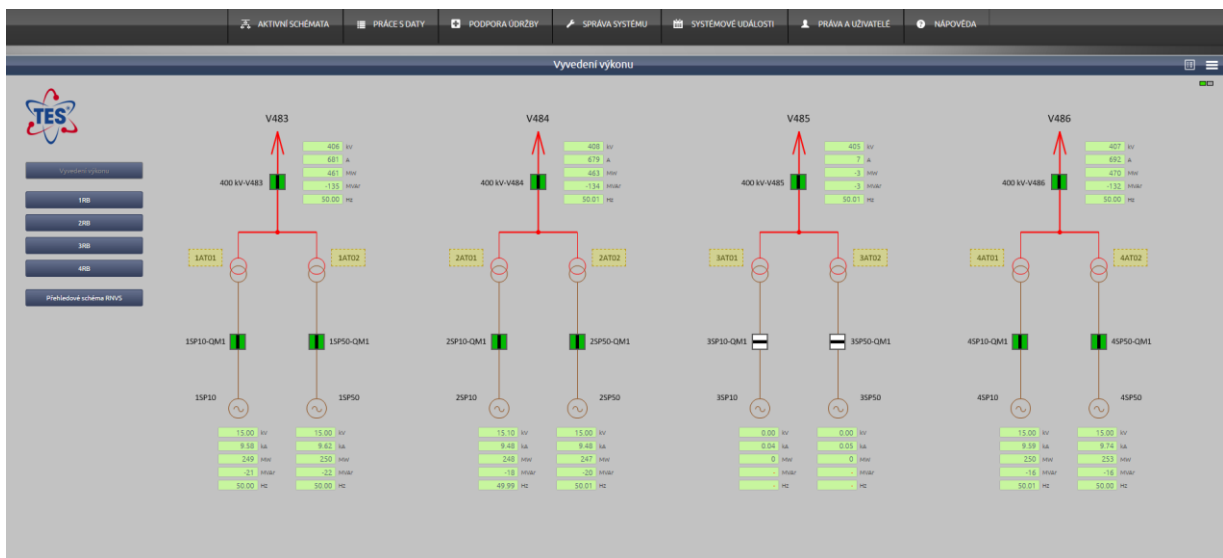 AKTIVNÍ SCHÉMATA PRÁCE S DATY PODPORA ÚDRŽBY SPRÁVA SYSTÉMU SYSTÉMOVÉ UDÁLOSTI PRÁVA A UŽIVATELÉ NÁPOVĚDA
Vyvedení výkonu
TES
Vyvedení výkonu
1RB
2RB
3RB
4RB
Přehledové schéma RNVS
V483
406 kV
681 A
461 MW
-135 MVAr
50.00 Hz
400 kV-V483
1AT01 1AT02
1SP10-QM1 1SP50-QM1
1SP10 1SP50
15.00 kV 15.00 kV
9.58 kA 9.62 kA
249 MW 250 MW
-21 MVAr -22 MVAr
50.00 Hz 50.00 Hz
V484
408 kV
679 A
463 MW
-134 MVAr
50.01 Hz
400 kV-V484
2AT01 2AT02
2SP10-QM1 2SP50-QM1
2SP10 2SP50
15.10 kV 15.00 kV
9.48 kA 9.48 kA
248 MW 247 MW
-18 MVAr -20 MVAr
49.99 Hz 50.01 Hz
V485
405 kV
7 A
-3 MW
-3 MVAr
50.01 Hz
400 kV-V485
3AT01 3AT02
3SP10-QM1 3SP50-QM1
3SP10 3SP50
0.00 kV 0.00 kV
0.04 kA 0.05 kA
0 MW 0 MW
- MVAr - MVAr
- Hz - Hz
V486
407 kV
692 A
470 MW
-132 MVAr
50.00 Hz
400 kV-V486
4AT01 4AT02
4SP10-QM1 4SP50-QM1
4SP10 4SP50
15.00 kV 15.00 kV
9.59 kA 9.74 kA
250 MW 253 MW
-16 MVAr -16 MVAr
50.01 Hz 50.00 Hz